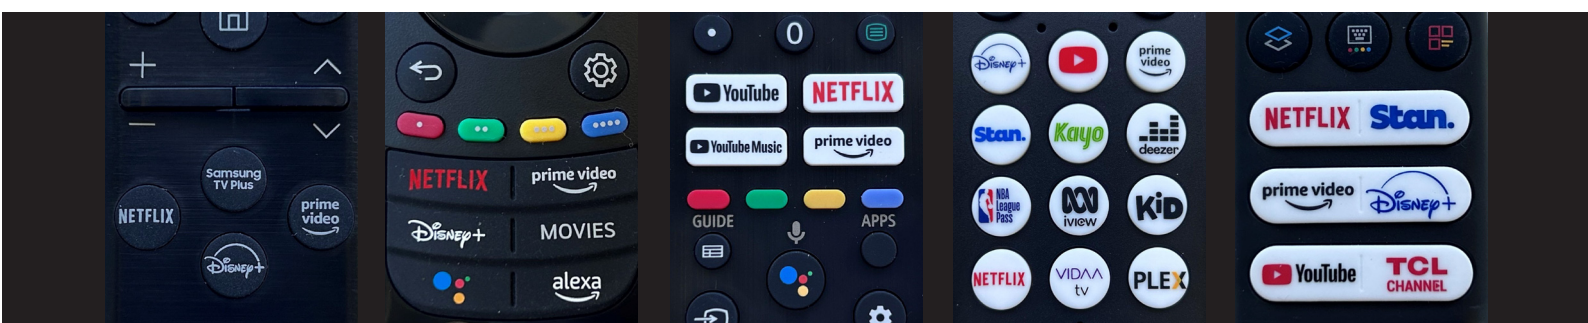 Samsung
TV Plus
NETFLIX
prime
video
Disney+
NETFLIX
prime video
Disney+
MOVIES
alexa
0
YouTube
NETFLIX
YouTube Music
prime video
GUIDE
APPS
Disney+
prime
video
Stan.
Kayo
deezer
NBA
League
Pass
iview
KiD
NETFLIX
VIDAA
tv
PLEX
NETFLIX
Stan.
prime video
Disney+
YouTube
TCL
CHANNEL